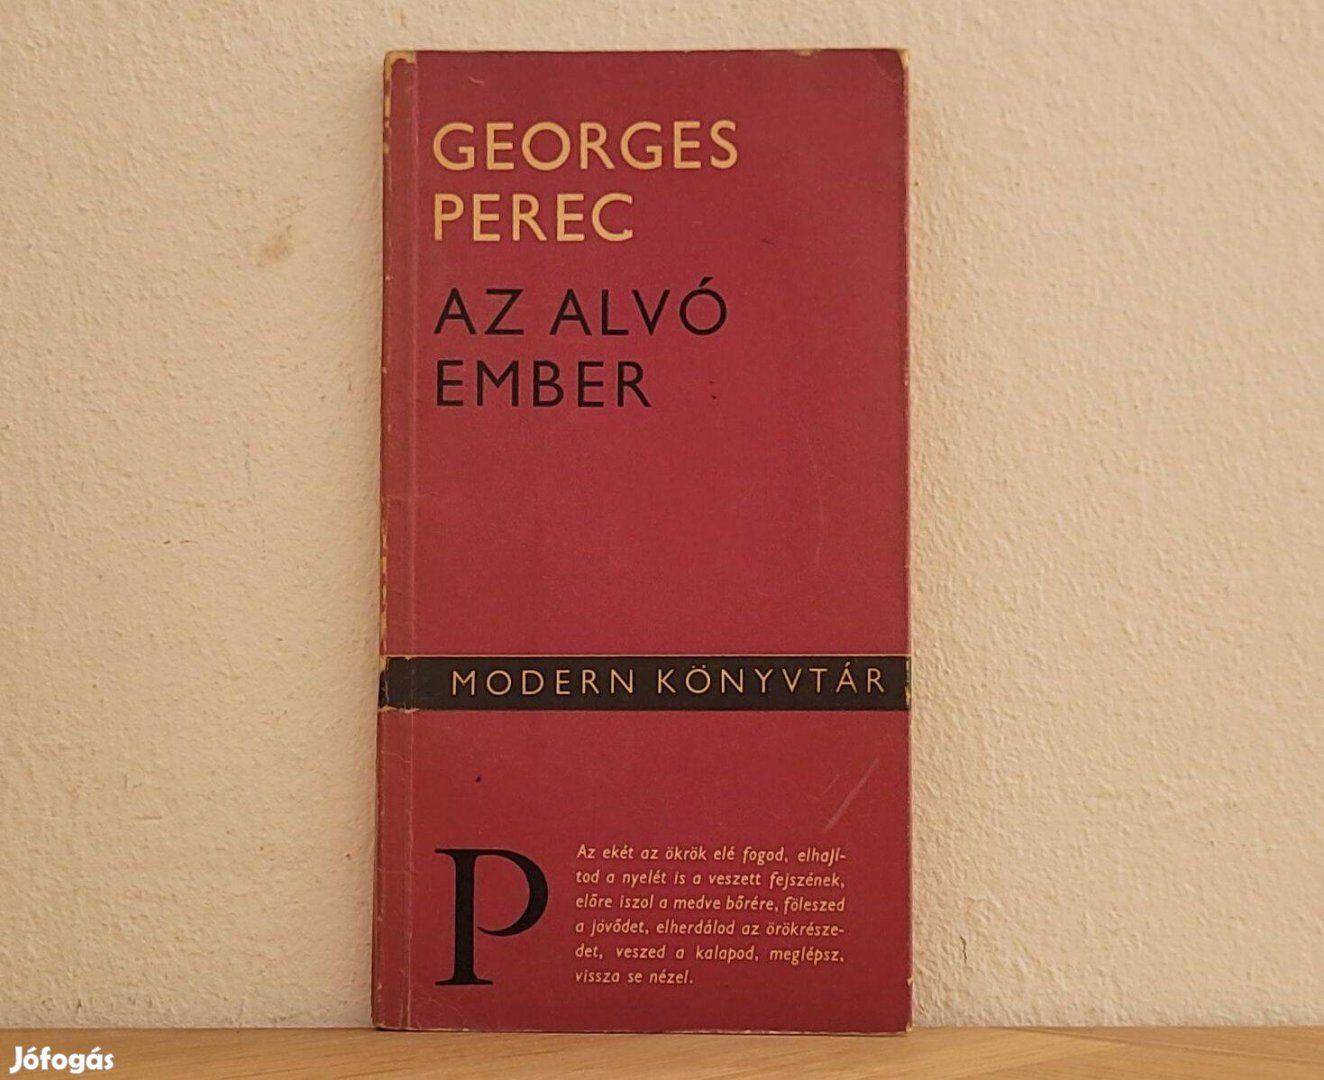 GEORGES
PEREC
AZ ALVÓ
EMBER
MODERN KÖNYVTÁR
P
Az ekét az ökrök elé fogod, elhají-
tod a nyelét is a veszett fejszének,
előre iszol a medve bőrére, föleszed
a jövődet, elherdálod az örökrésze-
det, veszed a kalapod, meglépsz,
vissza se nézel.
Jófogás